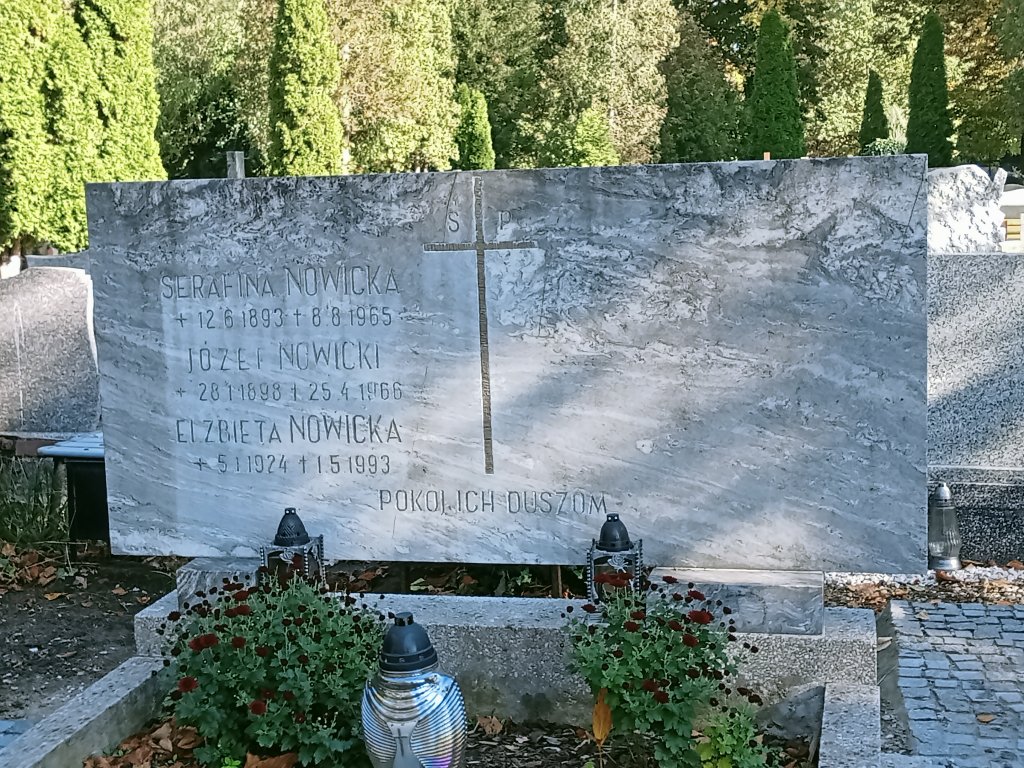 Ś P
SERAFINA NOWICKA
+ 12.6.1893 + 8.8.1965
JÓZEF NOWICKI
+ 28.1.1898 + 25.4.1966
ELŻBIETA NOWICKA
+ 5.1.1924 + 1.5.1993
POKÓJ ICH DUSZOM